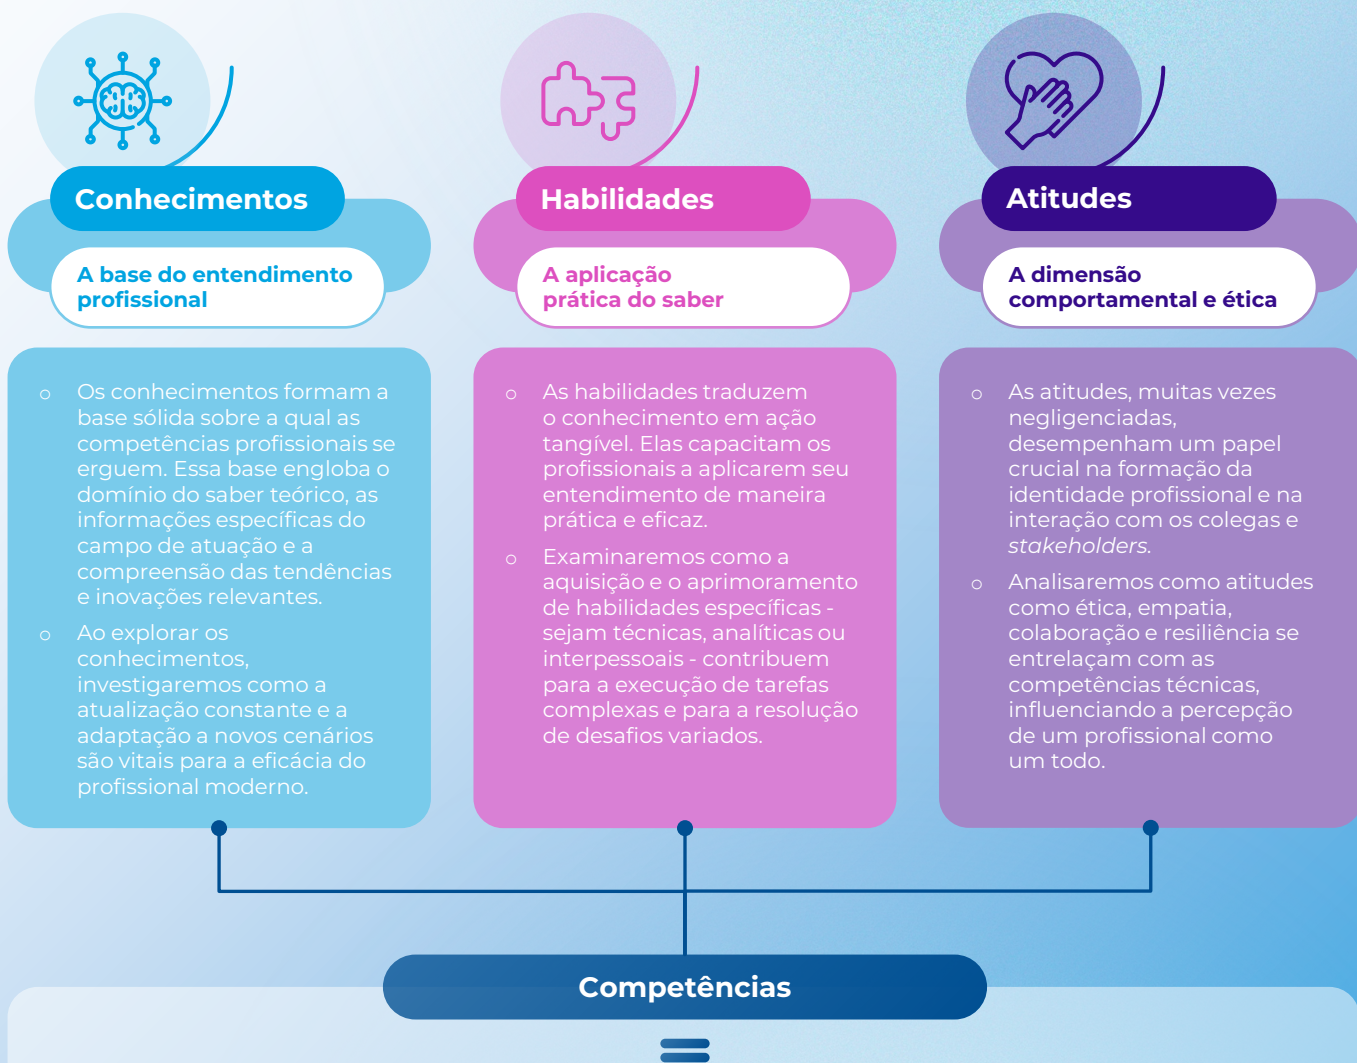 Conhecimentos
A base do entendimento
profissional
o Os conhecimentos formam a
base sólida sobre a qual as
competências profissionais se
erguem. Essa base engloba o
domínio do saber teórico, as
informações específicas do
campo de atuação e a
compreensão das tendências
e inovações relevantes.
o Ao explorar os
conhecimentos,
investigaremos como a
atualização constante e a
adaptação a novos cenários
são vitais para a eficácia do
profissional moderno.
Habilidades
A aplicação
prática do saber
o As habilidades traduzem
o conhecimento em ação
tangível. Elas capacitam os
profissionais a aplicarem seu
entendimento de maneira
prática e eficaz.
o Examinaremos como a
aquisição e o aprimoramento
de habilidades específicas -
sejam técnicas, analíticas ou
interpessoais - contribuem
para a execução de tarefas
complexas e para a resolução
de desafios variados.
Atitudes
A dimensão
comportamental e ética
o As atitudes, muitas vezes
negligenciadas,
desempenham um papel
crucial na formação da
identidade profissional e na
interação com os colegas e
stakeholders.
o Analisaremos como atitudes
como ética, empatia,
colaboração e resiliência se
entrelaçam com as
competências técnicas,
influenciando a percepção
de um profissional como
um todo.
Competências